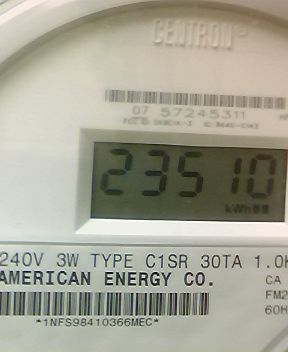 CENTRON®
07 57245311
23510
kWh
240V 3W TYPE C1SR 30TA 1.0K
AMERICAN ENERGY CO.
CA
FM2
60H
*1NFS98410366MEC*